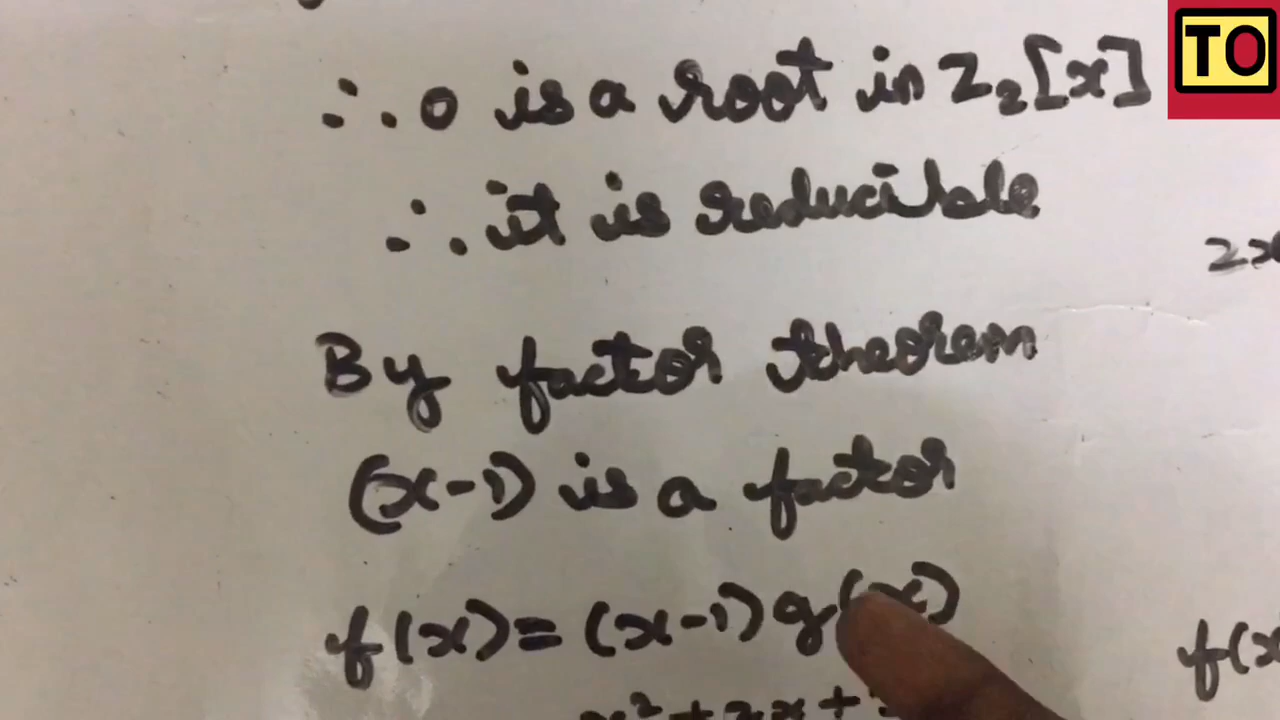 TO
∴ 0 is a root in Z₂[x]
∴ it is reducible
By factor theorem
(x-1) is a factor
f(x) = (x-1) g(x)